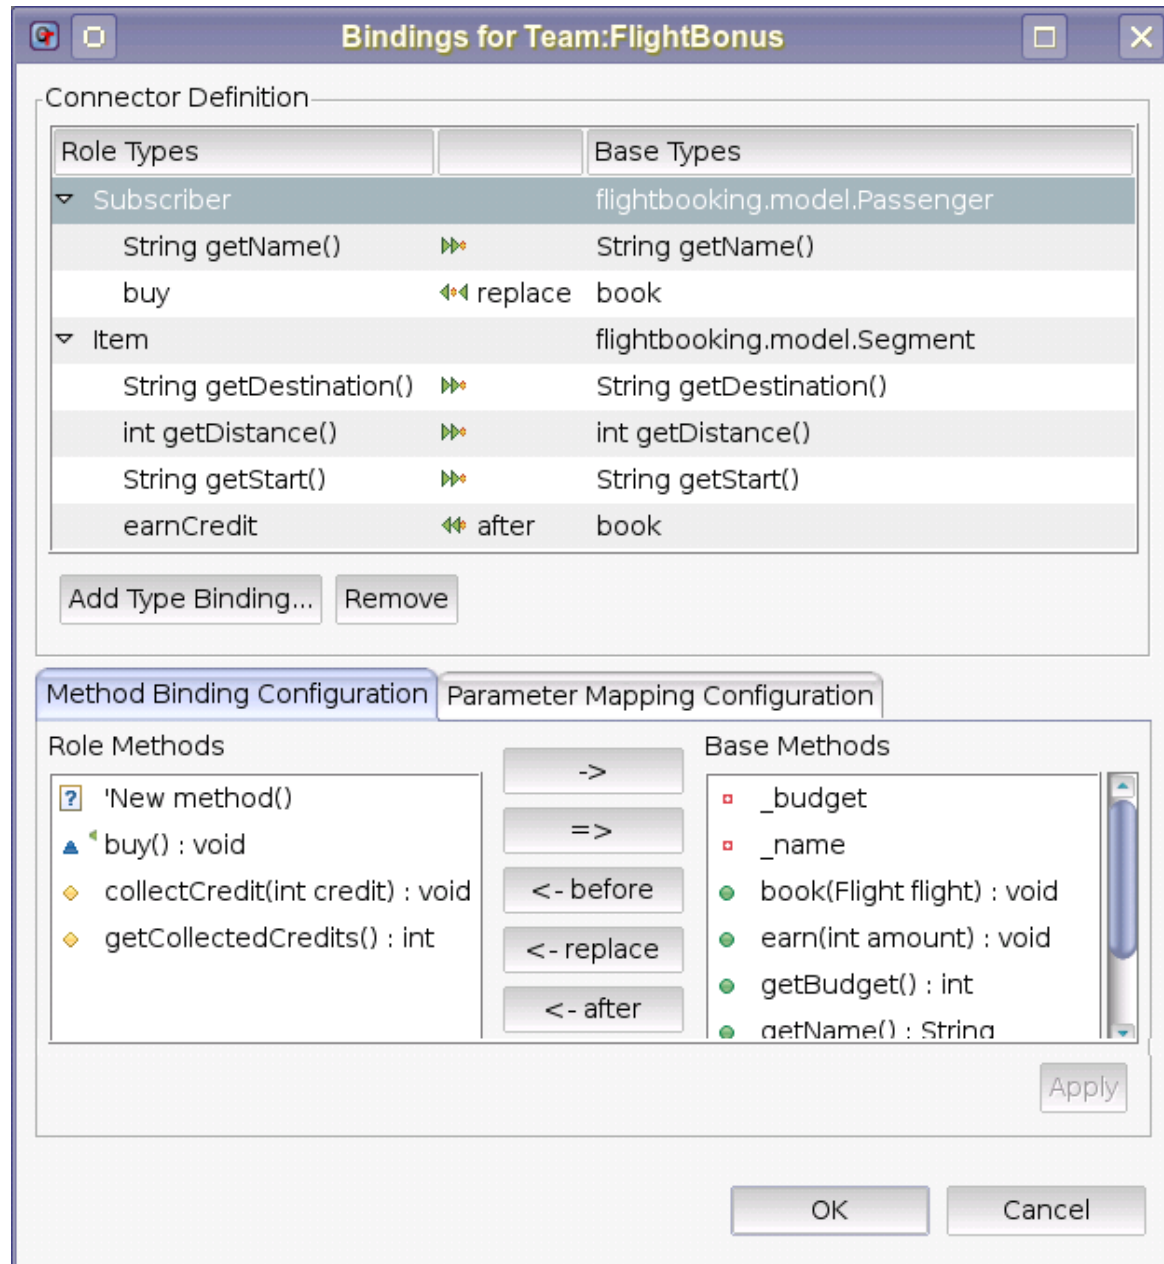 Bindings for Team:FlightBonus
Connector Definition
Role Types Base Types
Subscriber flightbooking.model.Passenger
String getName() String getName()
buy replace book
Item flightbooking.model.Segment
String getDestination() String getDestination()
int getDistance() int getDistance()
String getStart() String getStart()
earnCredit after book
Add Type Binding... Remove
Method Binding Configuration Parameter Mapping Configuration
Role Methods Base Methods
->
? 'New method() _budget
=>
buy() : void _name
<- before
collectCredit(int credit) : void book(Flight flight) : void
<- replace
getCollectedCredits() : int earn(int amount) : void
getBudget() : int
<- after
getName() : String
Apply
OK Cancel